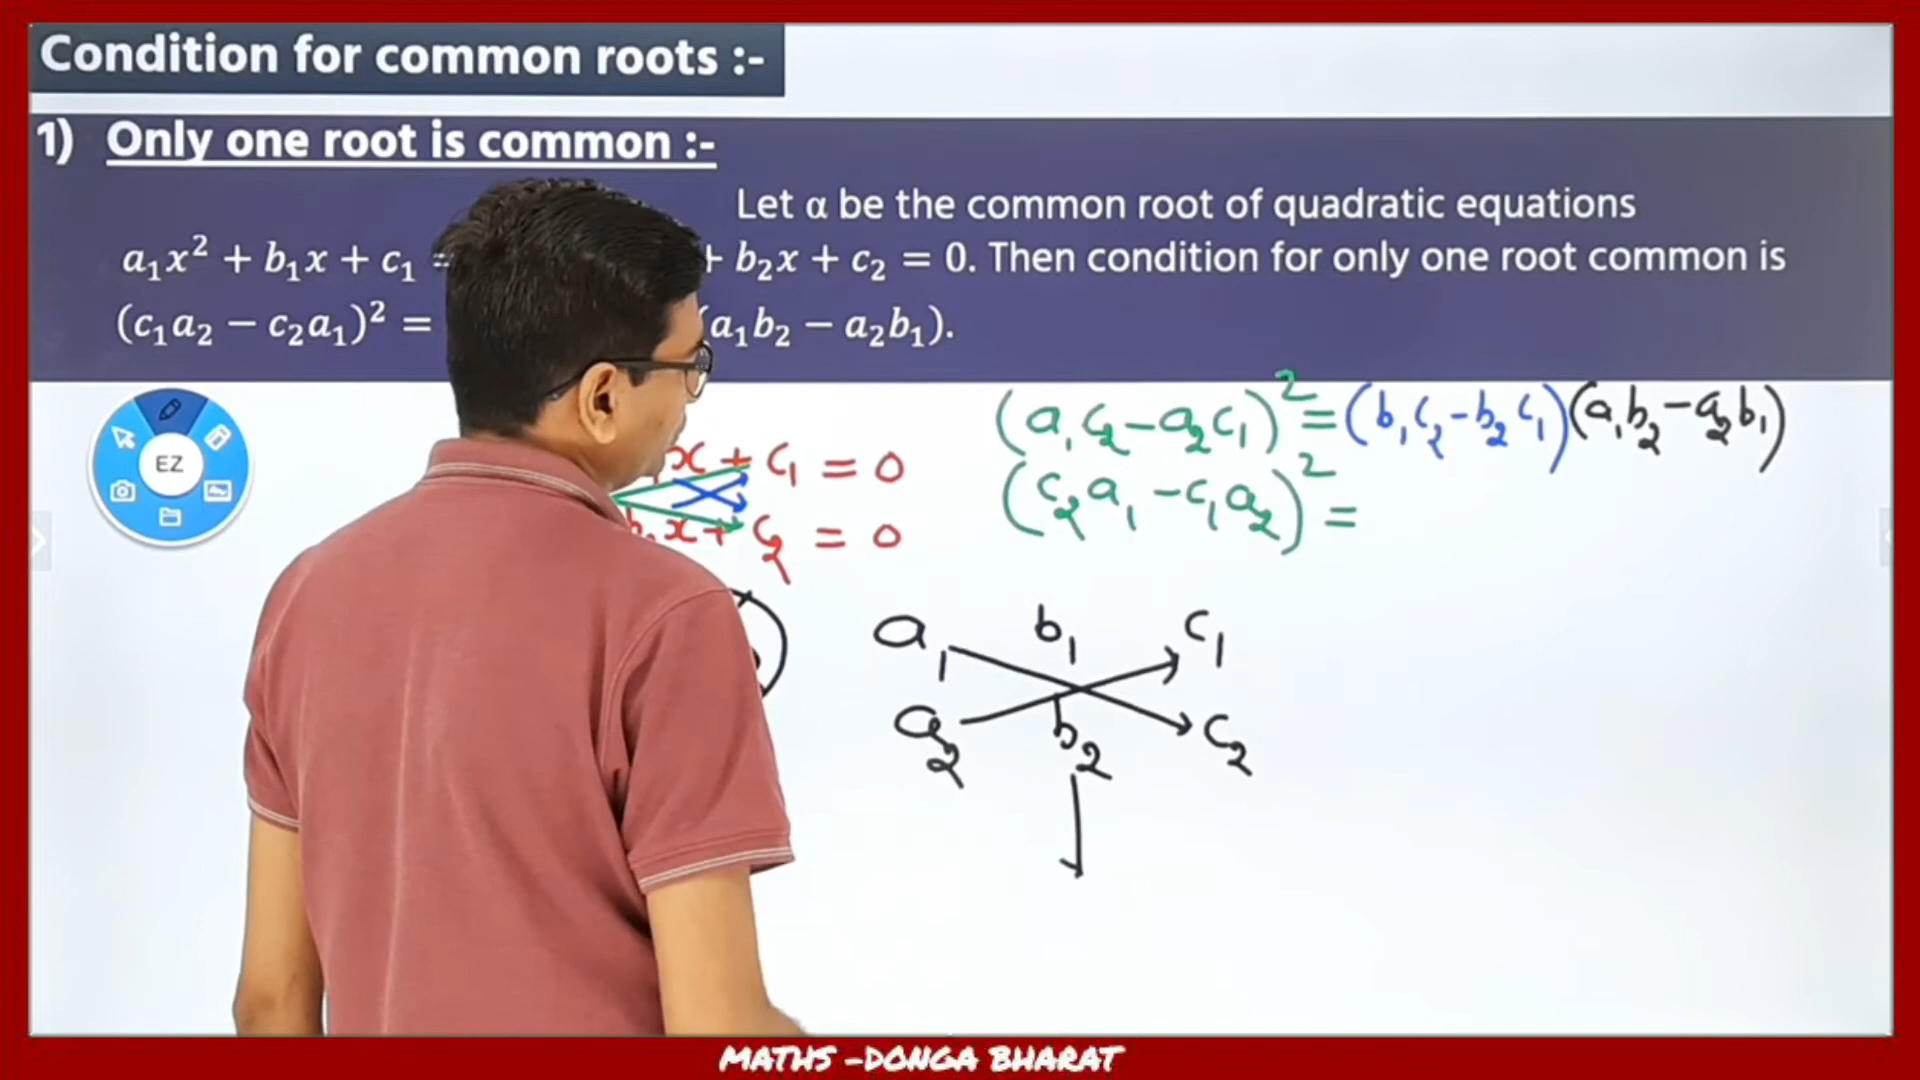 Condition for common roots :-
1) Only one root is common :-
Let α be the common root of quadratic equations
a₁x² + b₁x + c₁ = + b₂x + c₂ = 0. Then condition for only one root common is
(c₁a₂ − c₂a₁)² = (a₁b₂ − a₂b₁).
(a₁c₂ − a₂c₁)² = (b₁c₂ − b₂c₁)(a₁b₂ − a₂b₁)
EZ
x + c₁ = 0
(c₂a₁ − c₁a₂)² =
x + c₂ = 0
a₁ b₁ c₁
a₂ b₂ c₂
MATHS -DONGA BHARAT